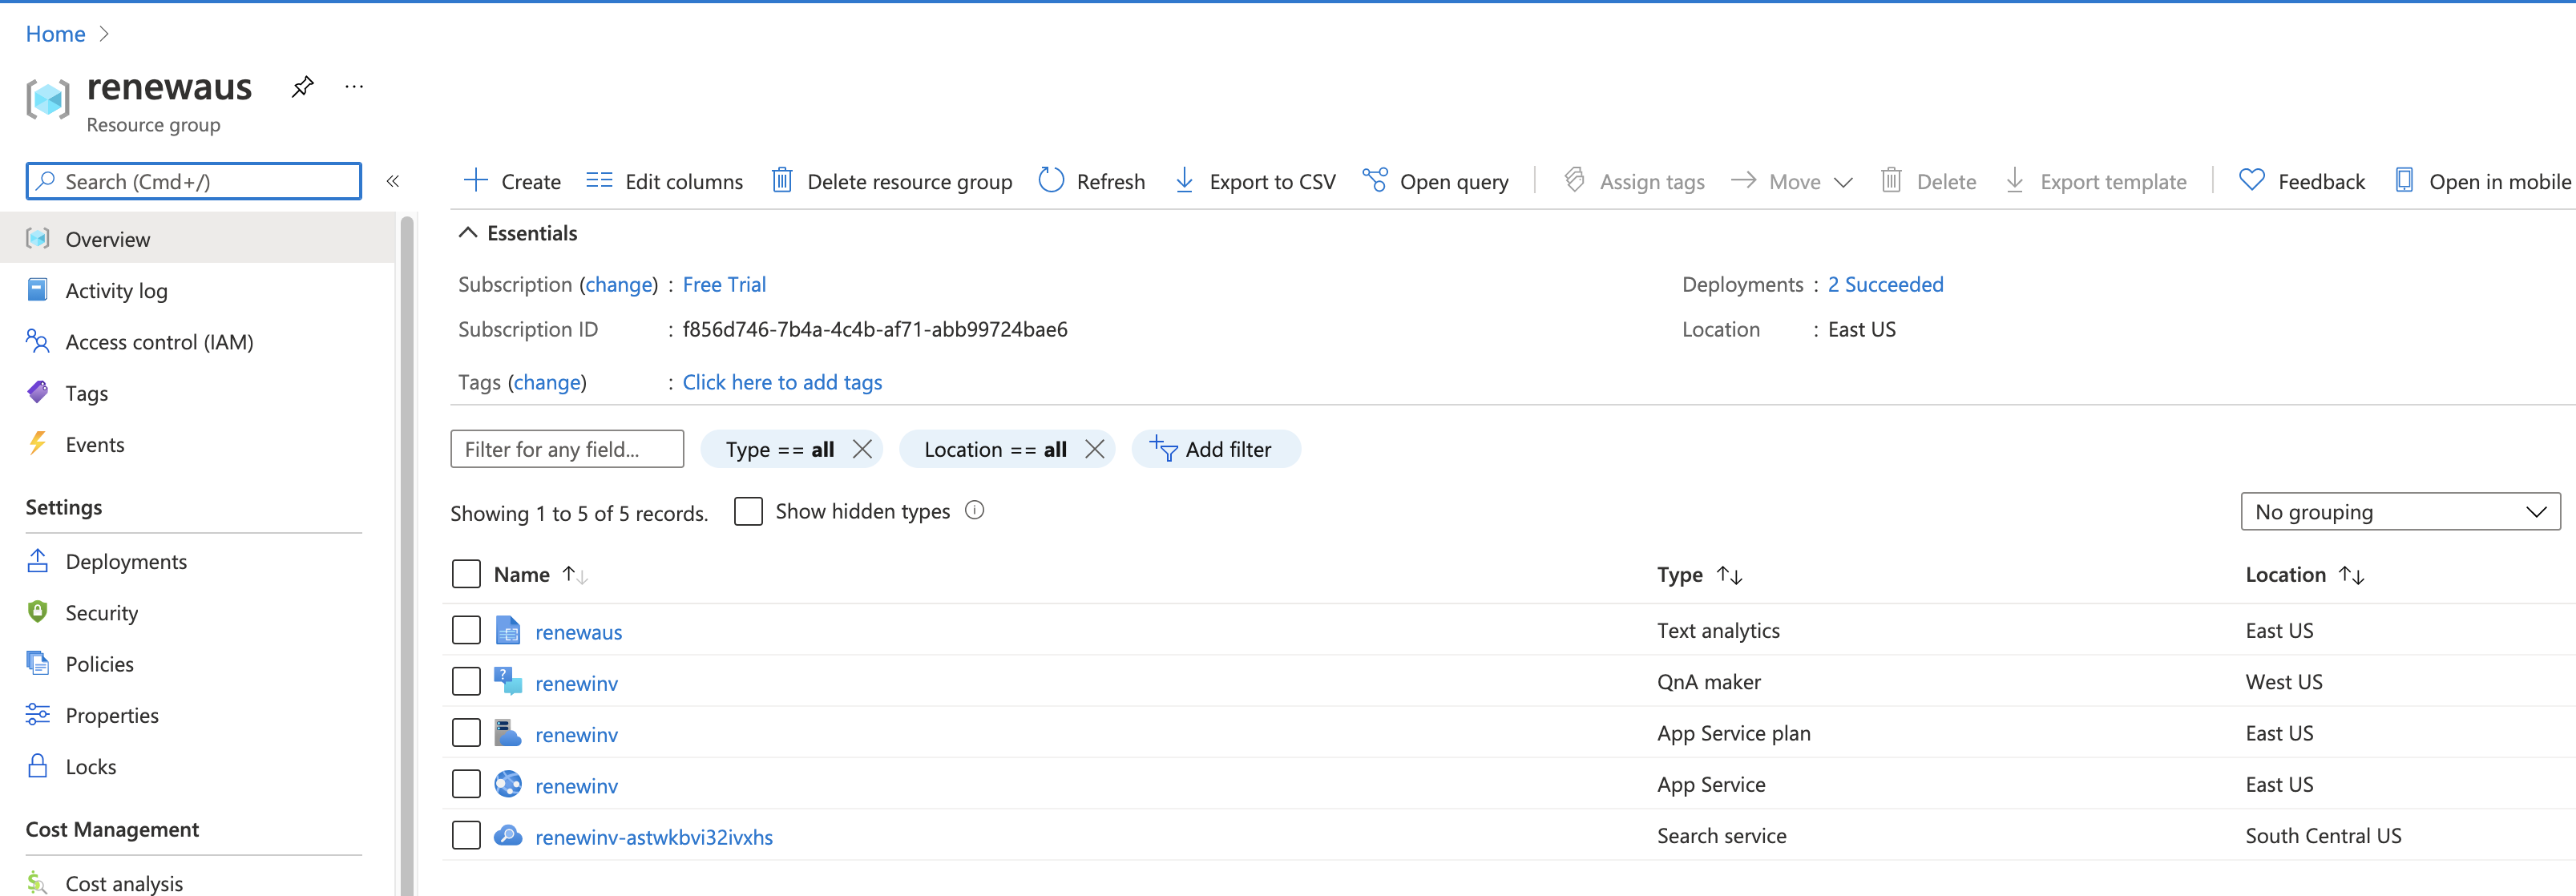 Home
renewaus
Resource group
Search (Cmd+/)
Create
Edit columns
Delete resource group
Refresh
Export to CSV
Open query
Assign tags
Move
Delete
Export template
Feedback
Open in mobile
Overview
Activity log
Access control (IAM)
Tags
Events
Settings
Deployments
Security
Policies
Properties
Locks
Cost Management
Cost analysis
Essentials
Subscription (change) : Free Trial
Subscription ID : f856d746-7b4a-4c4b-af71-abb99724bae6
Tags (change) : Click here to add tags
Deployments : 2 Succeeded
Location : East US
Filter for any field...
Type == all
Location == all
Add filter
Showing 1 to 5 of 5 records.
Show hidden types
No grouping
Name Type Location
renewaus Text analytics East US
renewinv QnA maker West US
renewinv App Service plan East US
renewinv App Service East US
renewinv-astwkbvi32ivxhs Search service South Central US